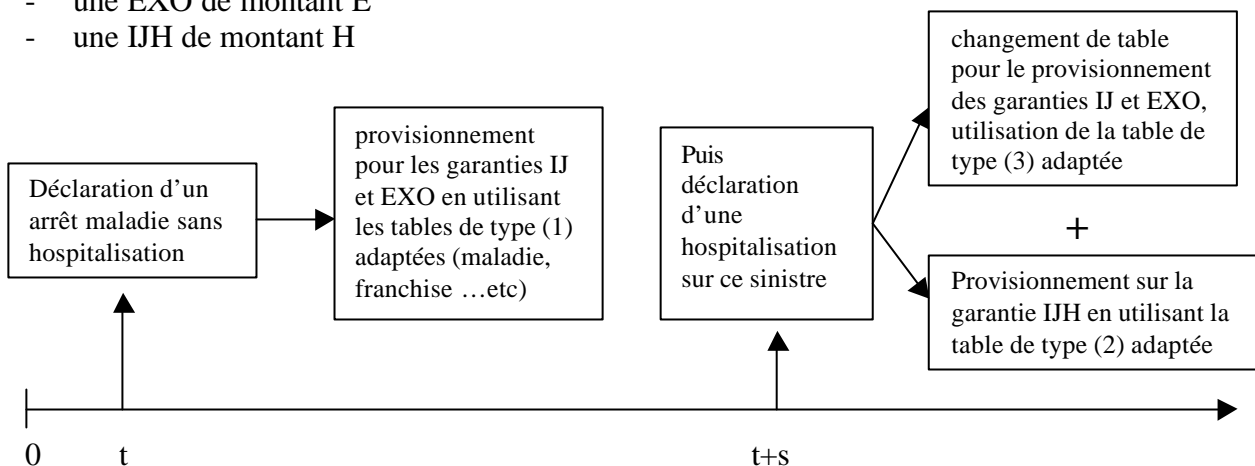 - une EXO de montant E
- une IJH de montant H
Déclaration d’un
arrêt maladie sans
hospitalisation
provisionnement
pour les garanties IJ
et EXO en utilisant
les tables de type (1)
adaptées (maladie,
franchise …etc)
Puis
déclaration
d’une
hospitalisation
sur ce sinistre
changement de table
pour le provisionnement
des garanties IJ et EXO,
utilisation de la table de
type (3) adaptée
+
Provisionnement sur la
garantie IJH en utilisant la
table de type (2) adaptée
0 t t+s